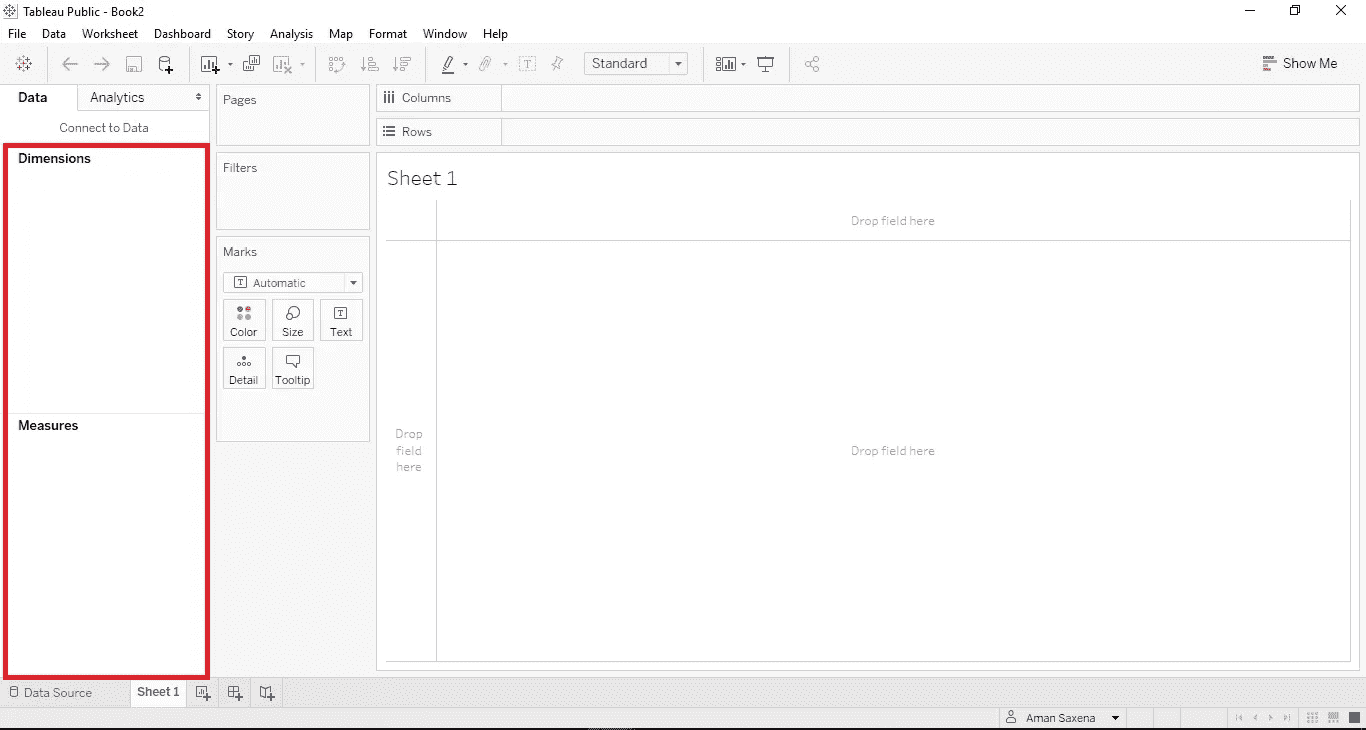 Tableau Public - Book2
File Data Worksheet Dashboard Story Analysis Map Format Window Help
Standard
Show Me
Data
Analytics
Connect to Data
Dimensions
Measures
Pages
Filters
Marks
T Automatic
Color
Size
T
Text
Detail
Tooltip
Columns
Rows
Sheet 1
Drop field here
Drop
field
here
Drop field here
Data Source
Sheet 1
Aman Saxena